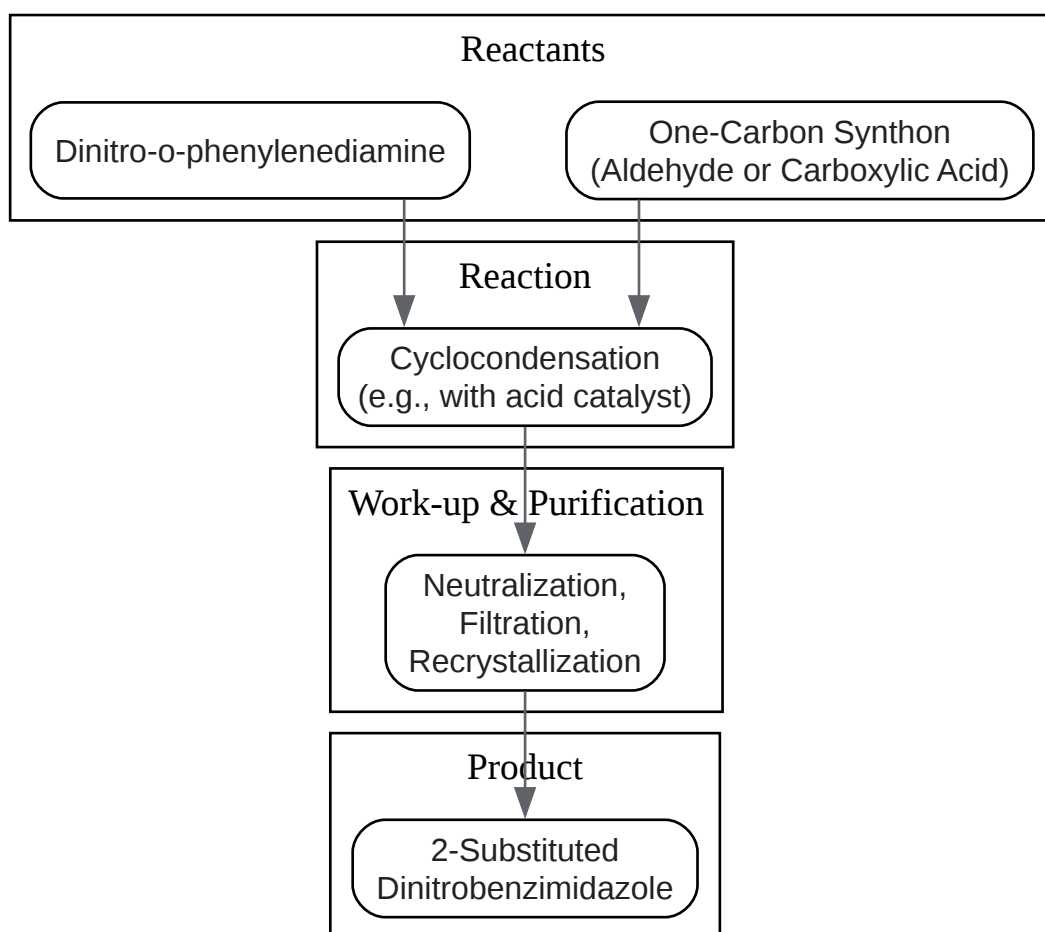 Reactants
Dinitro-o-phenylenediamine
One-Carbon Synthon
(Aldehyde or Carboxylic Acid)
Reaction
Cyclocondensation
(e.g., with acid catalyst)
Work-up & Purification
Neutralization,
Filtration,
Recrystallization
Product
2-Substituted
Dinitrobenzimidazole